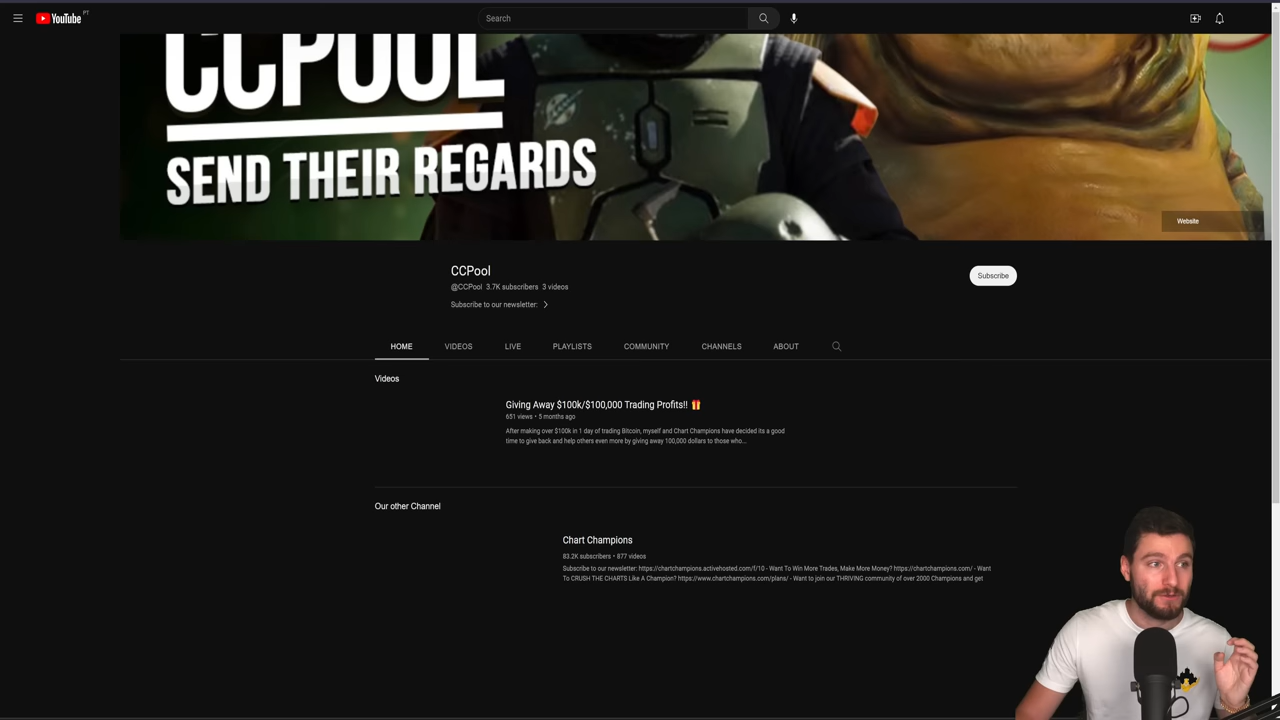 YouTube PT
Search
CCPOOL
SEND THEIR REGARDS
Website
CCPool
@CCPool 3.7K subscribers 3 videos
Subscribe to our newsletter:
Subscribe
HOME VIDEOS LIVE PLAYLISTS COMMUNITY CHANNELS ABOUT
Videos
Giving Away $100k/$100,000 Trading Profits!! 🎁
651 views • 5 months ago
After making over $100k in 1 day of trading Bitcoin, myself and Chart Champions have decided its a good
time to give back and help others even more by giving away 100,000 dollars to those who...
Our other Channel
Chart Champions
83.2K subscribers • 877 videos
Subscribe to our newsletter: https://chartchampions.activehosted.com/f/10 - Want To Win More Trades, Make More Money? https://chartchampions.com/ - Want
To CRUSH THE CHARTS Like A Champion? https://www.chartchampions.com/plans/ - Want to join our THRIVING community of over 2000 Champions and get